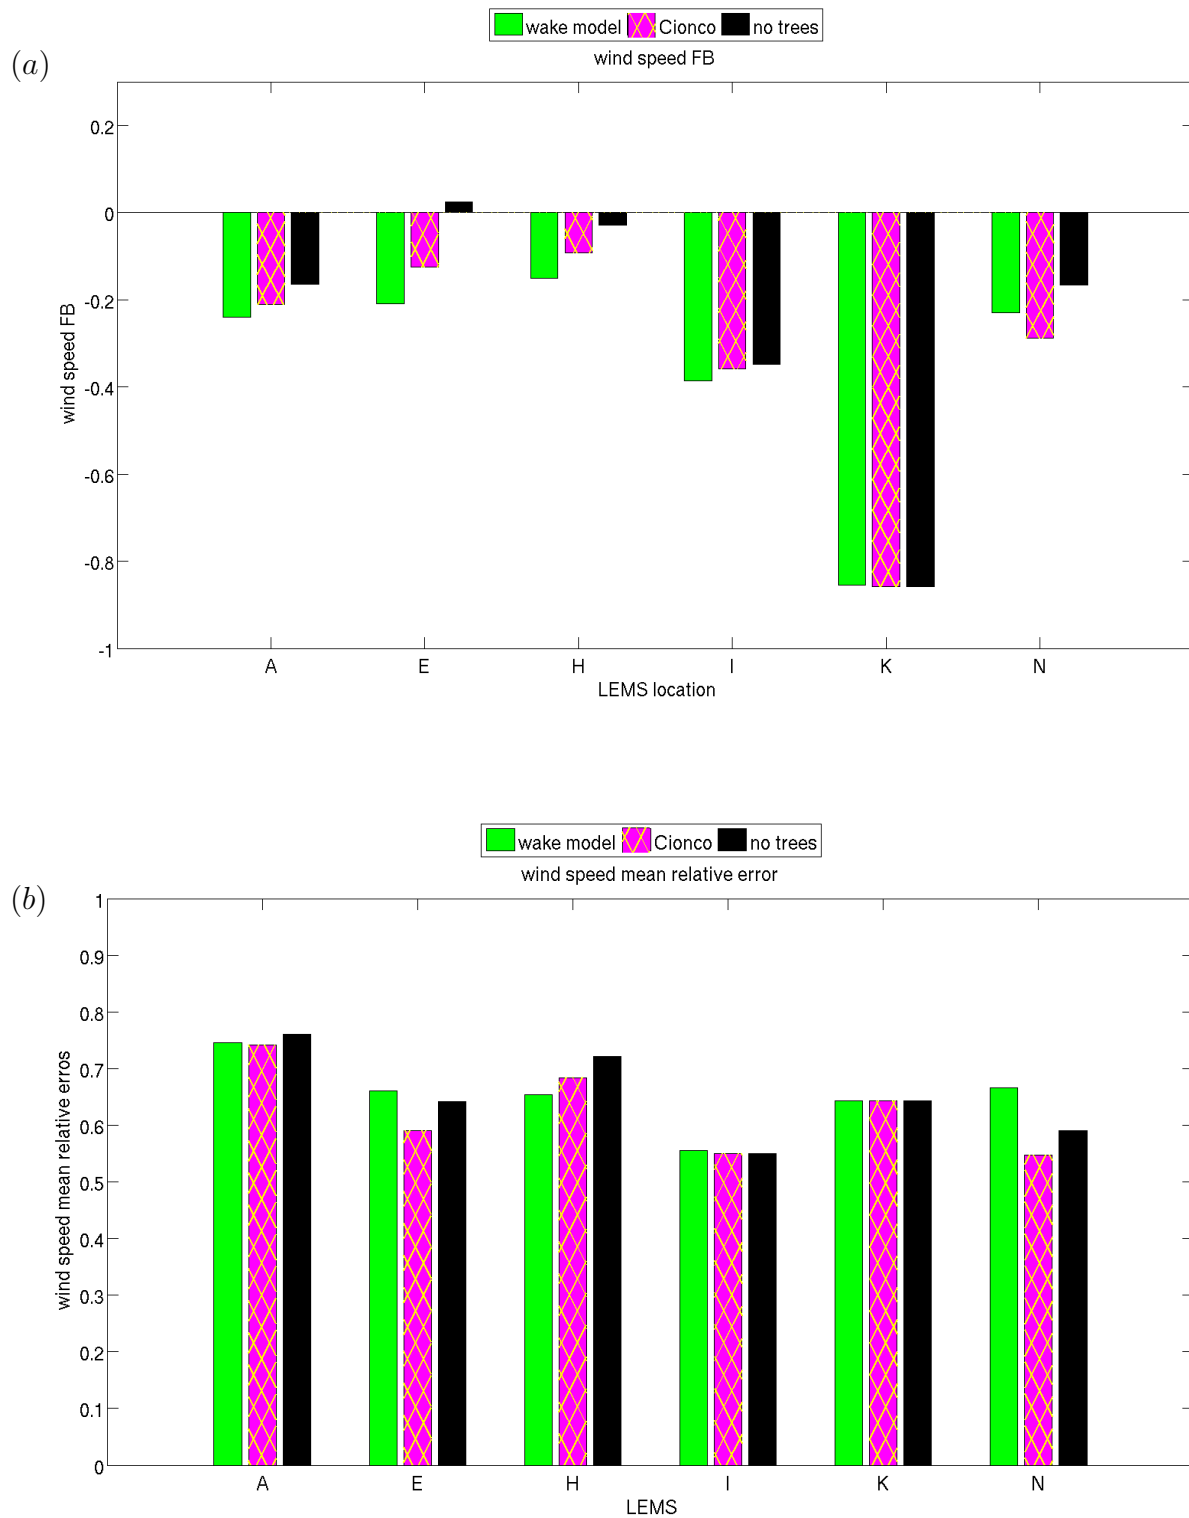 wake model Cionco no trees
wind speed FB
(a)
0.2
0
-0.2
-0.4
-0.6
-0.8
-1
wind speed FB
A E H I K N
LEMS location
wake model Cionco no trees
wind speed mean relative error
(b)
1
0.9
0.8
0.7
0.6
0.5
0.4
0.3
0.2
0.1
0
wind speed mean relative erros
A E H I K N
LEMS